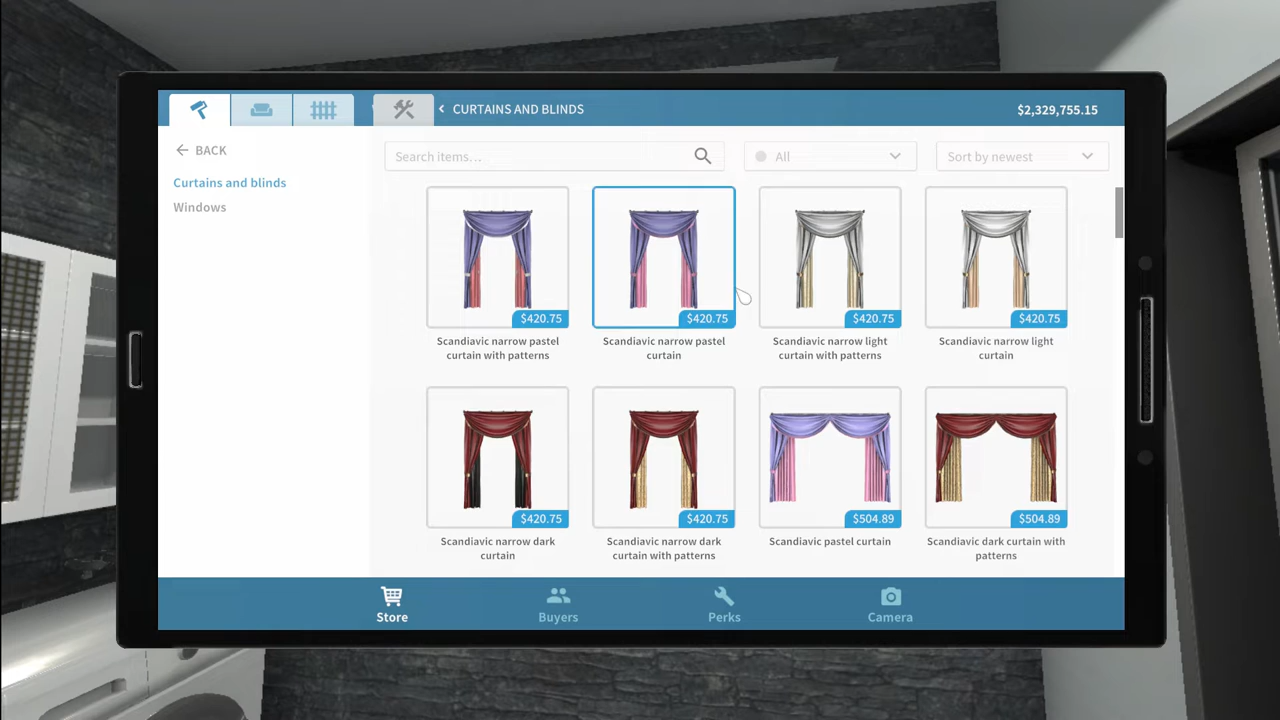 CURTAINS AND BLINDS
$2,329,755.15
BACK
Search items...
All
Sort by newest
Curtains and blinds
Windows
$420.75
$420.75
$420.75
$420.75
Scandiavic narrow pastel
curtain with patterns
Scandiavic narrow pastel
curtain
Scandiavic narrow light
curtain with patterns
Scandiavic narrow light
curtain
$420.75
$420.75
$504.89
$504.89
Scandiavic narrow dark
curtain
Scandiavic narrow dark
curtain with patterns
Scandiavic pastel curtain
Scandiavic dark curtain with
patterns
Store
Buyers
Perks
Camera